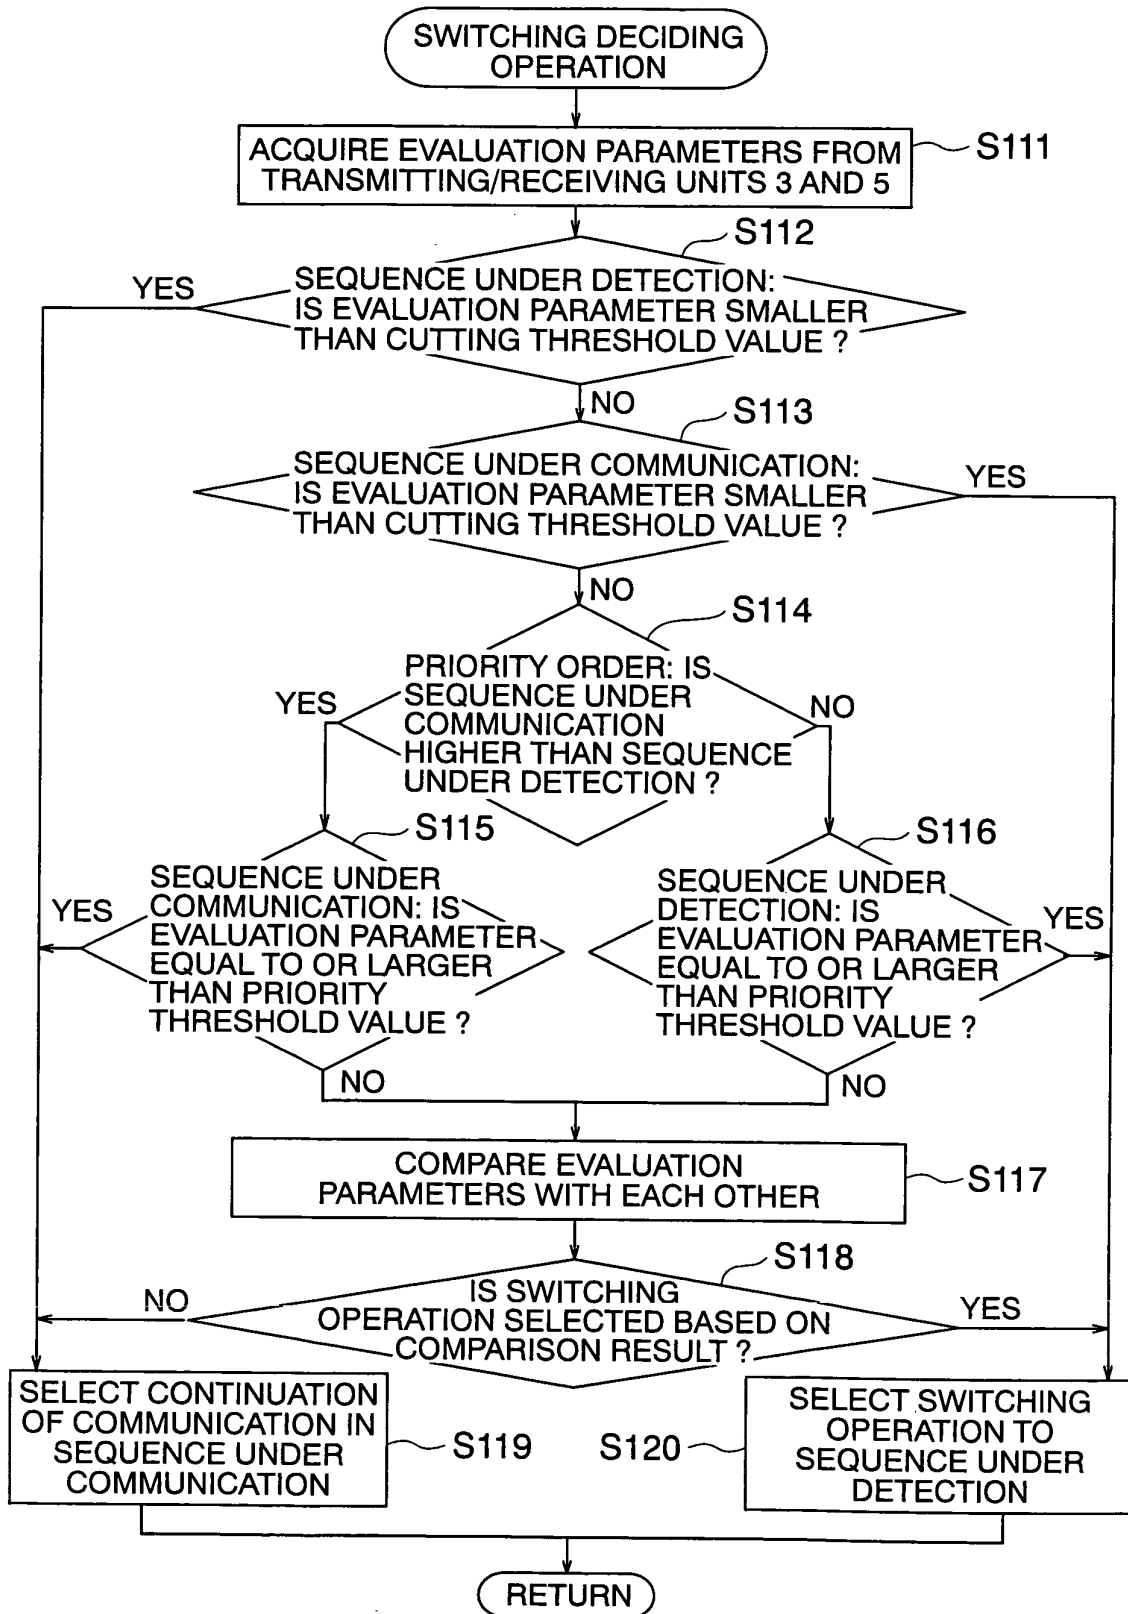 SWITCHING DECIDING
OPERATION
ACQUIRE EVALUATION PARAMETERS FROM
TRANSMITTING/RECEIVING UNITS 3 AND 5
S111
S112
YES
SEQUENCE UNDER DETECTION:
IS EVALUATION PARAMETER SMALLER
THAN CUTTING THRESHOLD VALUE ?
NO
S113
SEQUENCE UNDER COMMUNICATION:
IS EVALUATION PARAMETER SMALLER
THAN CUTTING THRESHOLD VALUE ?
YES
NO
S114
PRIORITY ORDER: IS
SEQUENCE UNDER
COMMUNICATION
HIGHER THAN SEQUENCE
UNDER DETECTION ?
YES
NO
S115
SEQUENCE UNDER
COMMUNICATION: IS
EVALUATION PARAMETER
EQUAL TO OR LARGER
THAN PRIORITY
THRESHOLD VALUE ?
YES
NO
S116
SEQUENCE UNDER
DETECTION: IS
EVALUATION PARAMETER
EQUAL TO OR LARGER
THAN PRIORITY
THRESHOLD VALUE ?
YES
NO
COMPARE EVALUATION
PARAMETERS WITH EACH OTHER
S117
S118
NO
IS SWITCHING
OPERATION SELECTED BASED ON
COMPARISON RESULT ?
YES
SELECT CONTINUATION
OF COMMUNICATION IN
SEQUENCE UNDER
COMMUNICATION
S119
S120
SELECT SWITCHING
OPERATION TO
SEQUENCE UNDER
DETECTION
RETURN